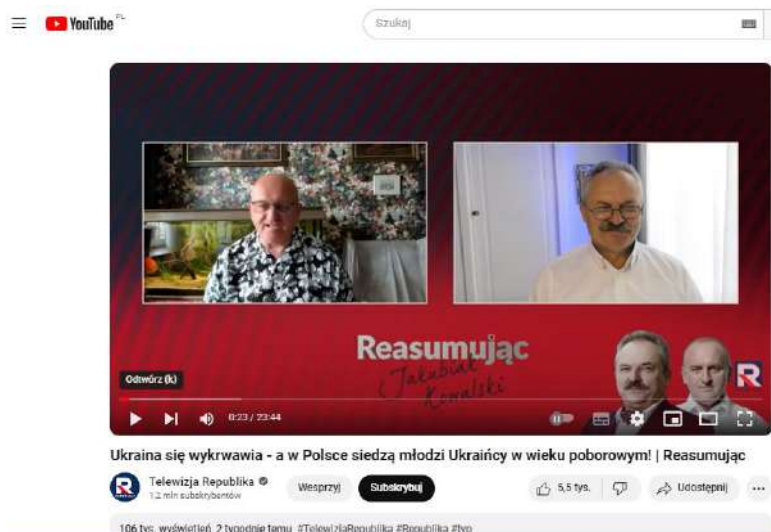 YouTube PL
Szukaj
Reasumując
Jakubiak
Kowalski
R
Odtwórz (k)
0:23 / 23:44
Ukraina się wykrwawia - a w Polsce siedzą młodzi Ukraińcy w wieku poborowym! | Reasumując
R
Telewizja Republika
1,2 mln subskrybentów
Wesprzyj
Subskrybuj
5,5 tys.
Udostępnij
106 tys. wyświetleń 2 tygodnie temu #TelewizjaRepublika #Republika #tvp